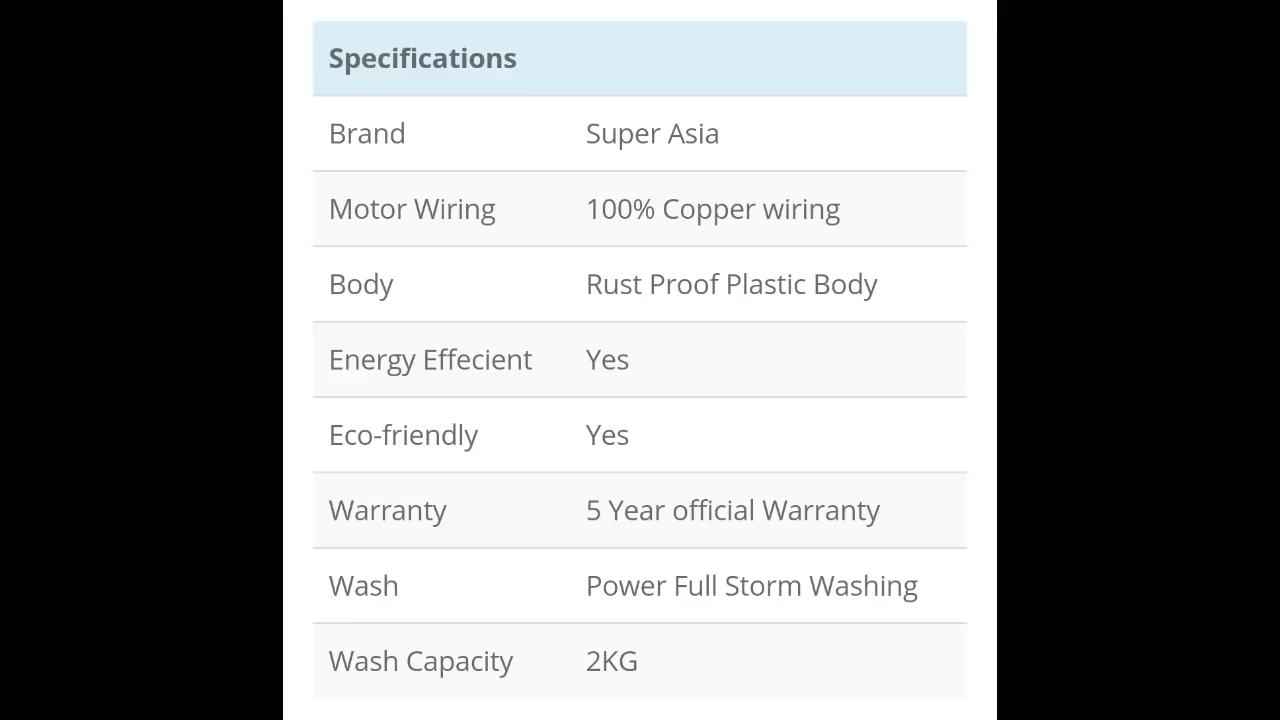 Specifications
Brand Super Asia
Motor Wiring 100% Copper wiring
Body Rust Proof Plastic Body
Energy Effecient Yes
Eco-friendly Yes
Warranty 5 Year official Warranty
Wash Power Full Storm Washing
Wash Capacity 2KG